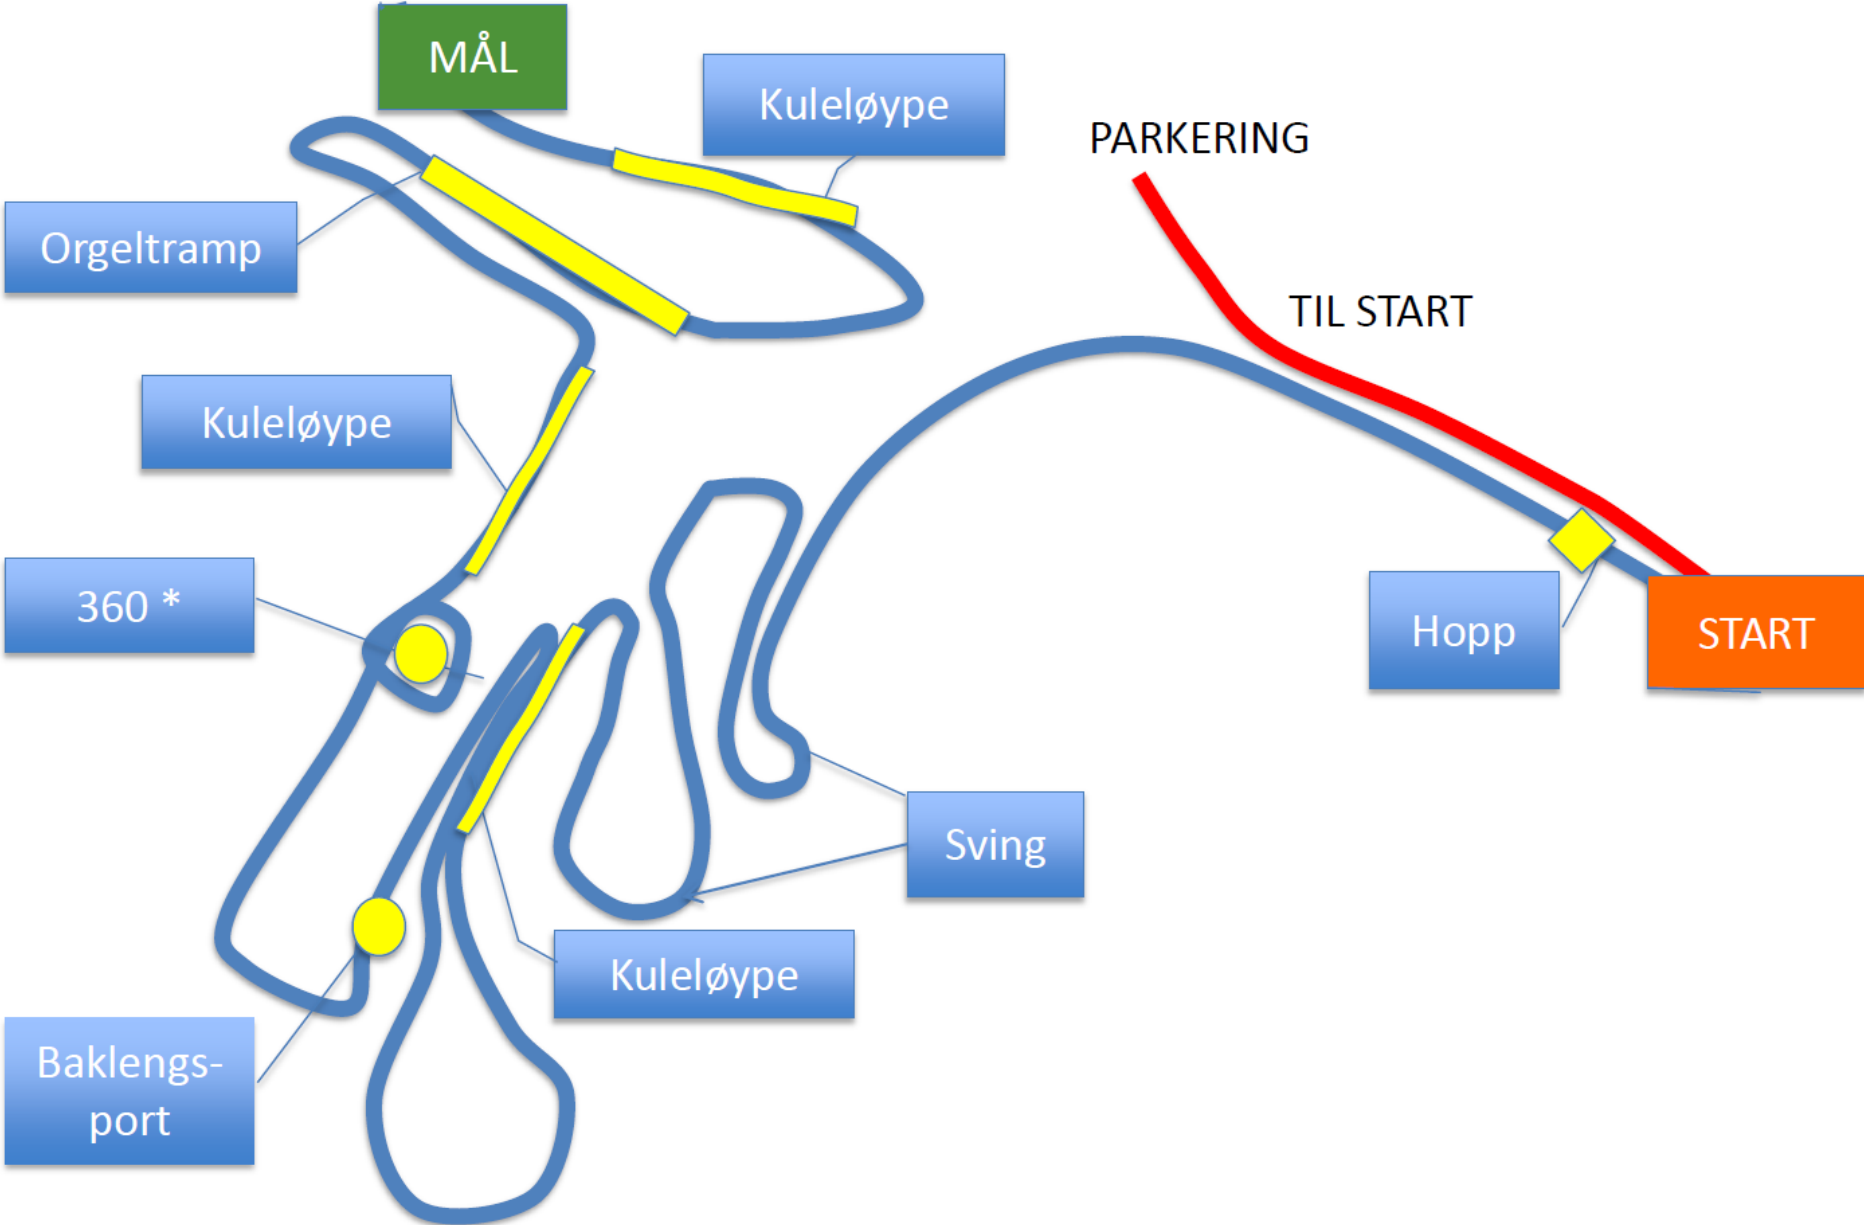 MÅL
Kuleløype
PARKERING
Orgeltramp
TIL START
Kuleløype
360 *
Hopp
START
Sving
Kuleløype
Baklengs-
port